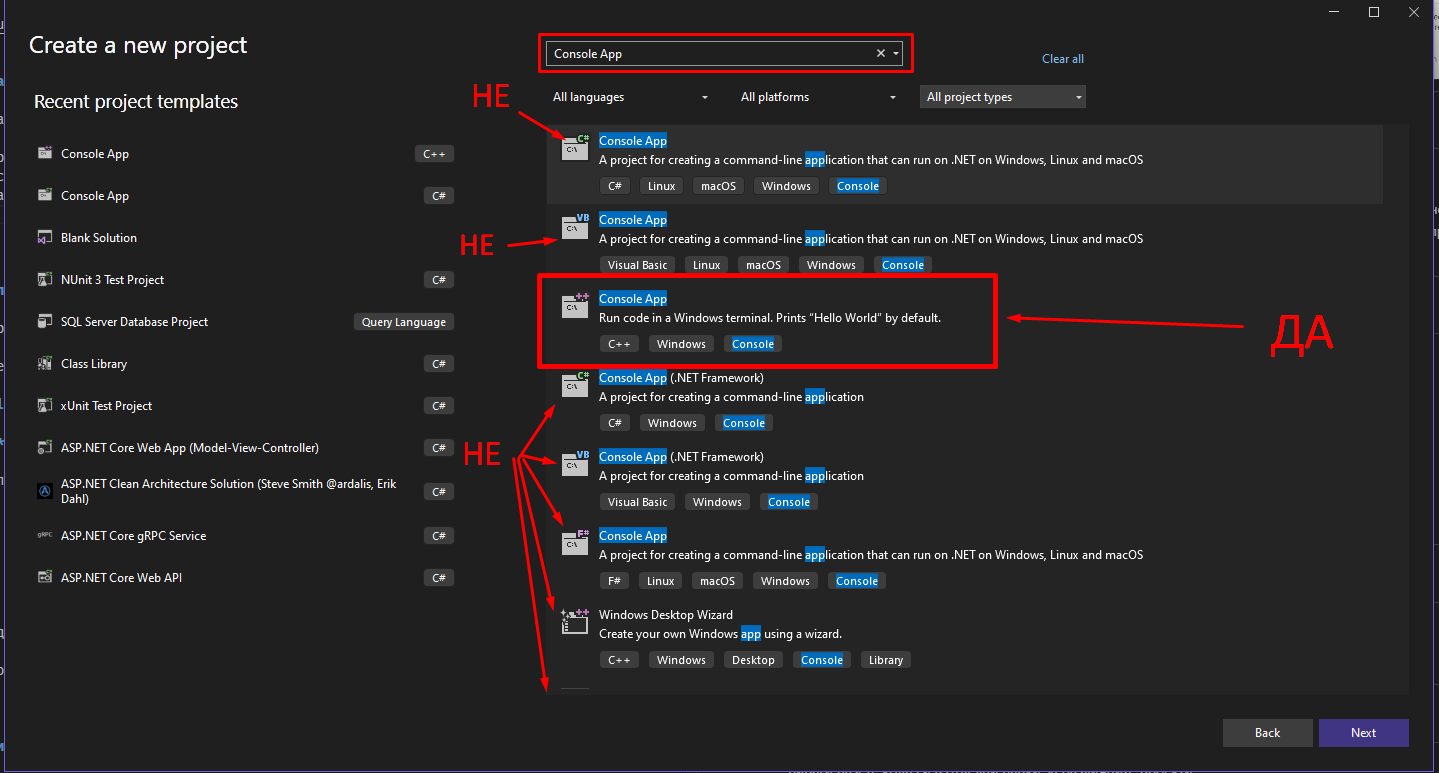 Create a new project
Recent project templates
Console App C++
Console App C#
Blank Solution
NUnit 3 Test Project C#
SQL Server Database Project Query Language
Class Library C#
xUnit Test Project C#
ASP.NET Core Web App (Model-View-Controller) C#
ASP.NET Clean Architecture Solution (Steve Smith @ardalis, Erik
Dahl) C#
gRPC ASP.NET Core gRPC Service C#
ASP.NET Core Web API C#
Console App
Clear all
All languages All platforms All project types
НЕ
C#
C:\
Console App
A project for creating a command-line application that can run on .NET on Windows, Linux and macOS
C# Linux macOS Windows Console
НЕ
VB
C:\
Console App
A project for creating a command-line application that can run on .NET on Windows, Linux and macOS
Visual Basic Linux macOS Windows Console
++
C:\
Console App
Run code in a Windows terminal. Prints "Hello World" by default.
C++ Windows Console
ДА
C#
C:\
Console App (.NET Framework)
A project for creating a command-line application
C# Windows Console
НЕ
VB
C:\
Console App (.NET Framework)
A project for creating a command-line application
Visual Basic Windows Console
F#
C:\
Console App
A project for creating a command-line application that can run on .NET on Windows, Linux and macOS
F# Linux macOS Windows Console
++
Windows Desktop Wizard
Create your own Windows app using a wizard.
C++ Windows Desktop Console Library
Back Next